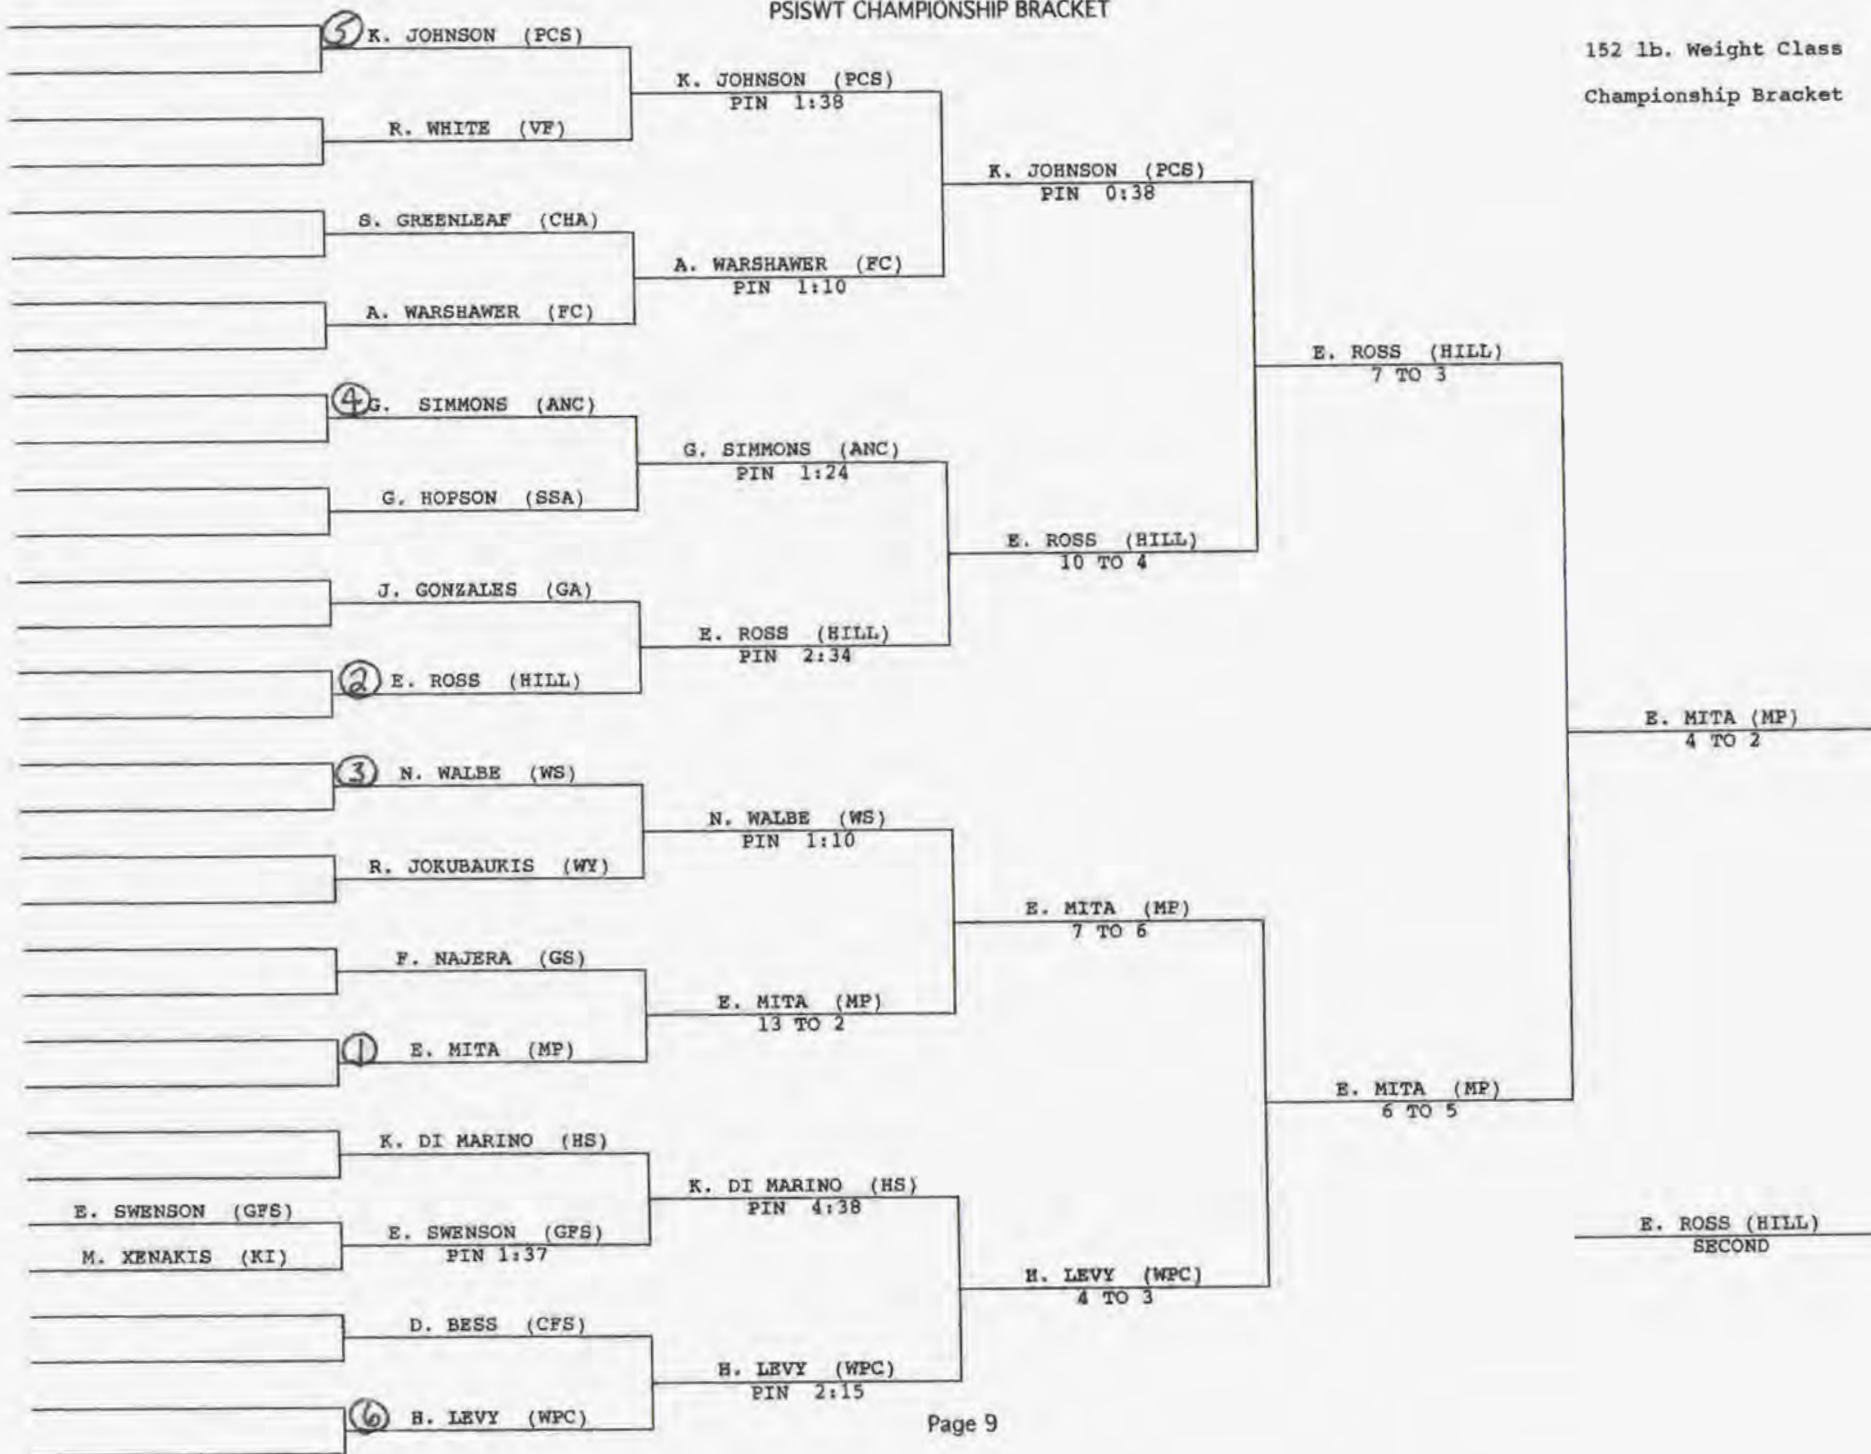 PSISWT CHAMPIONSHIP BRACKET
152 lb. Weight Class
Championship Bracket
5 K. JOHNSON (PCS)
K. JOHNSON (PCS)
PIN 1:38
R. WHITE (VF)
K. JOHNSON (PCS)
PIN 0:38
S. GREENLEAF (CHA)
A. WARSHAWER (FC)
PIN 1:10
A. WARSHAWER (FC)
E. ROSS (HILL)
7 TO 3
4 G. SIMMONS (ANC)
G. SIMMONS (ANC)
PIN 1:24
G. HOPSON (SSA)
E. ROSS (HILL)
10 TO 4
J. GONZALES (GA)
E. ROSS (HILL)
PIN 2:34
2 E. ROSS (HILL)
E. MITA (MP)
4 TO 2
3 N. WALBE (WS)
N. WALBE (WS)
PIN 1:10
R. JOKUBAUKIS (WY)
E. MITA (MP)
7 TO 6
F. NAJERA (GS)
E. MITA (MP)
13 TO 2
1 E. MITA (MP)
E. MITA (MP)
6 TO 5
K. DI MARINO (HS)
K. DI MARINO (HS)
PIN 4:38
E. SWENSON (GFS)
E. SWENSON (GFS)
PIN 1:37
M. XENAKIS (KI)
E. ROSS (HILL)
SECOND
H. LEVY (WPC)
4 TO 3
D. BESS (CFS)
H. LEVY (WPC)
PIN 2:15
6 H. LEVY (WPC)
Page 9